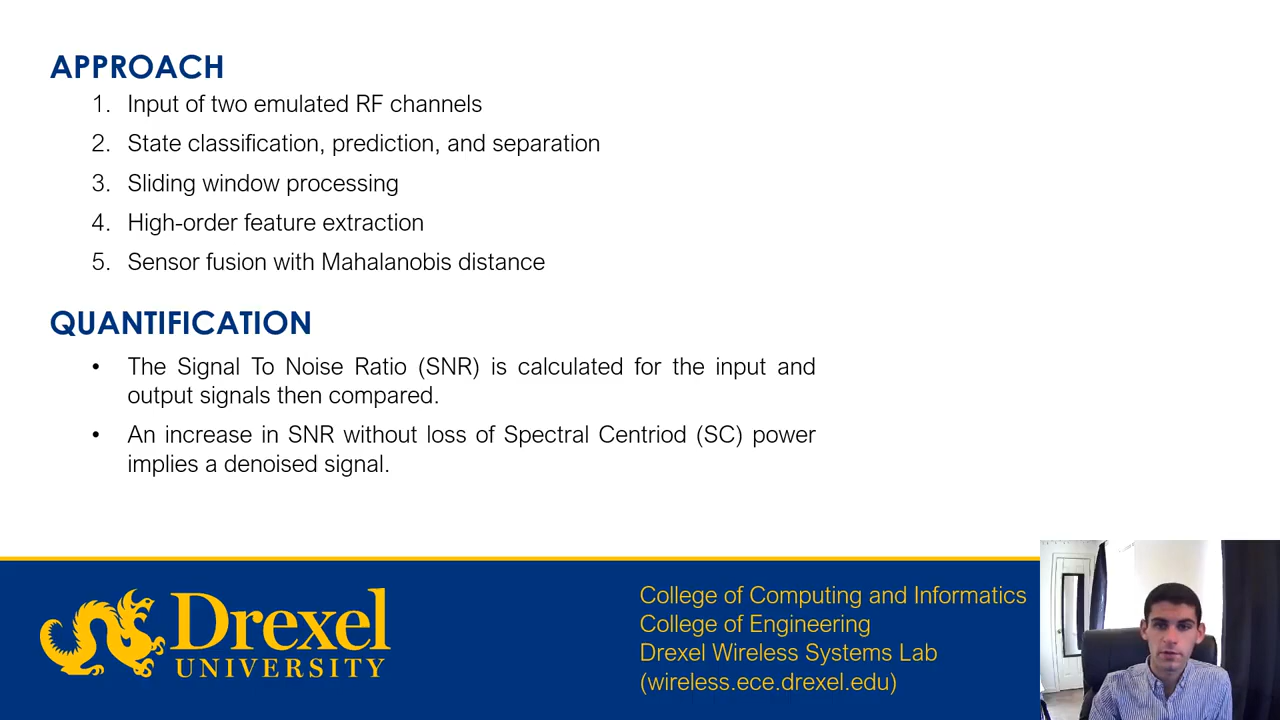 APPROACH
1. Input of two emulated RF channels
2. State classification, prediction, and separation
3. Sliding window processing
4. High-order feature extraction
5. Sensor fusion with Mahalanobis distance
QUANTIFICATION
• The Signal To Noise Ratio (SNR) is calculated for the input and
output signals then compared.
• An increase in SNR without loss of Spectral Centriod (SC) power
implies a denoised signal.
Drexel
UNIVERSITY
College of Computing and Informatics
College of Engineering
Drexel Wireless Systems Lab
(wireless.ece.drexel.edu)